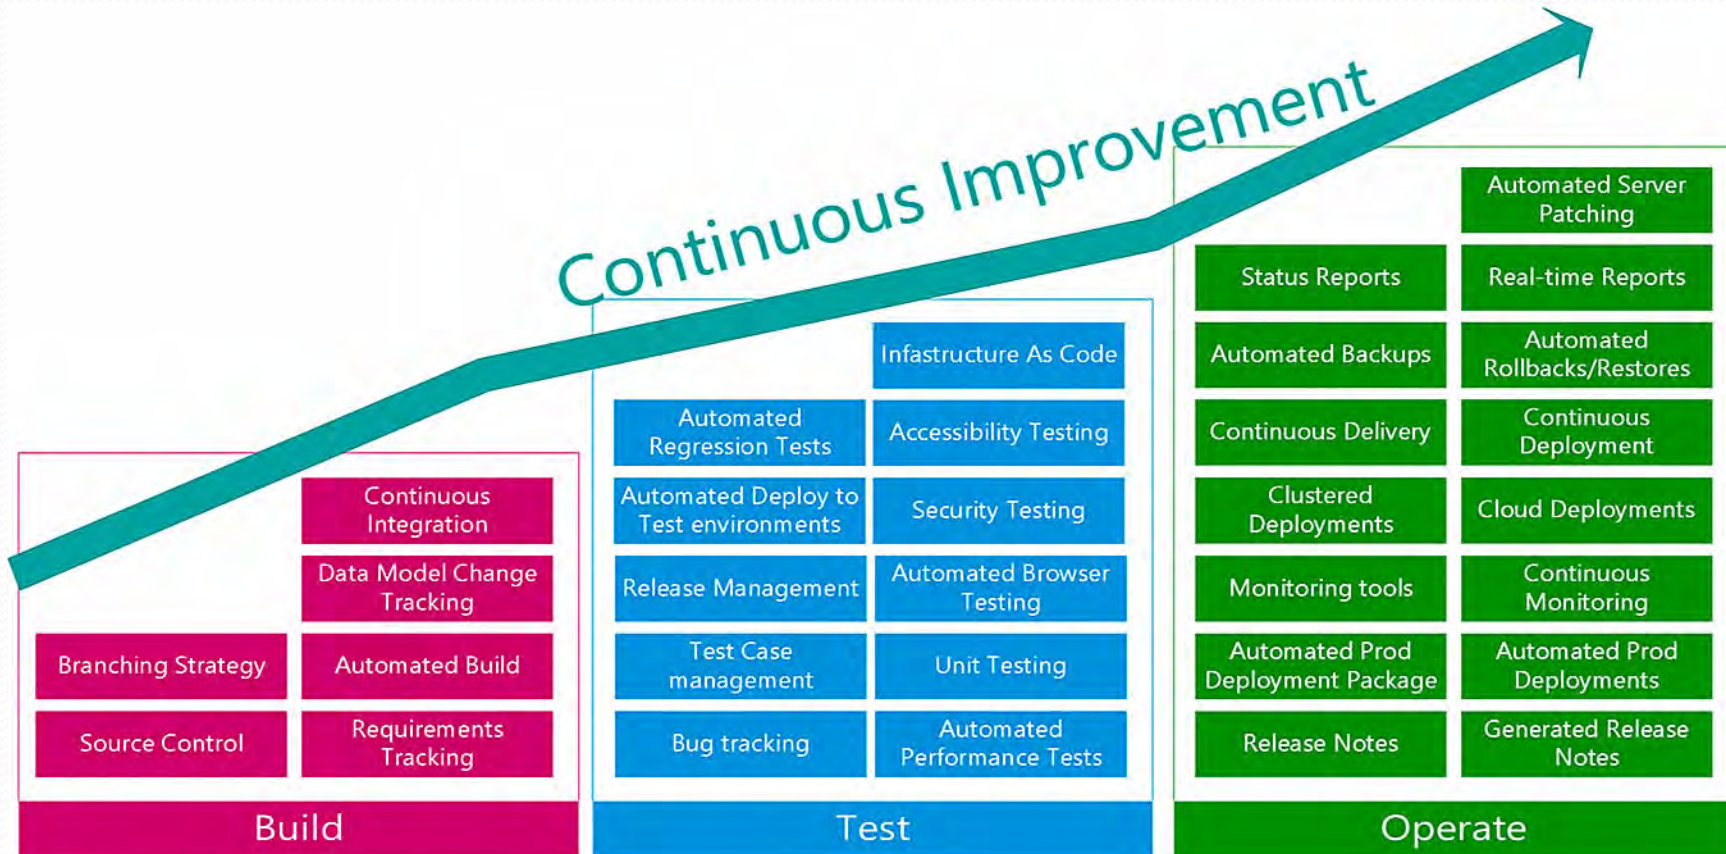 Continuous Improvement
Continuous
Integration
Data Model Change
Tracking
Branching Strategy
Automated Build
Source Control
Requirements
Tracking
Build
Infastructure As Code
Automated
Regression Tests
Accessibility Testing
Automated Deploy to
Test environments
Security Testing
Release Management
Automated Browser
Testing
Test Case
management
Unit Testing
Bug tracking
Automated
Performance Tests
Test
Automated Server
Patching
Status Reports
Real-time Reports
Automated Backups
Automated
Rollbacks/Restores
Continuous Delivery
Continuous
Deployment
Clustered
Deployments
Cloud Deployments
Monitoring tools
Continuous
Monitoring
Automated Prod
Deployment Package
Automated Prod
Deployments
Release Notes
Generated Release
Notes
Operate